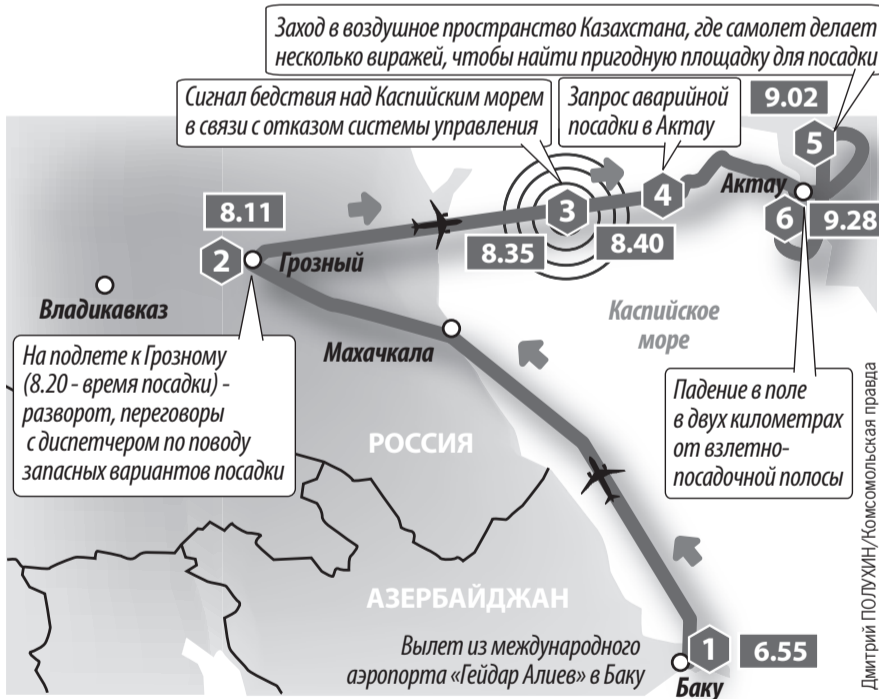 Заход в воздушное пространство Казахстана, где самолет делает
несколько виражей, чтобы найти пригодную площадку для посадки
Сигнал бедствия над Каспийским морем
в связи с отказом системы управления
Запрос аварийной
посадки в Актау
9.02
5
Актау
6
9.28
4
3
8.35
8.40
8.11
2
Грозный
Владикавказ
Махачкала
Каспийское
море
На подлете к Грозному
(8.20 - время посадки) -
разворот, переговоры
с диспетчером по поводу
запасных вариантов посадки
Падение в поле
в двух километрах
от взлетно-
посадочной полосы
РОССИЯ
АЗЕРБАЙДЖАН
Вылет из международного
аэропорта «Гейдар Алиев» в Баку
1
6.55
Баку
Дмитрий ПОЛУХИН/Комсомольская правда